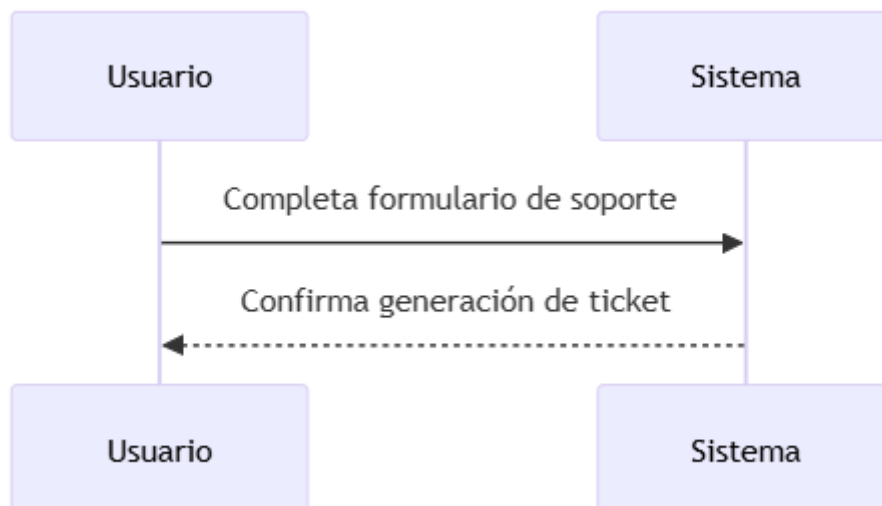 Usuario
Sistema
Completa formulario de soporte
Confirma generación de ticket
Usuario
Sistema